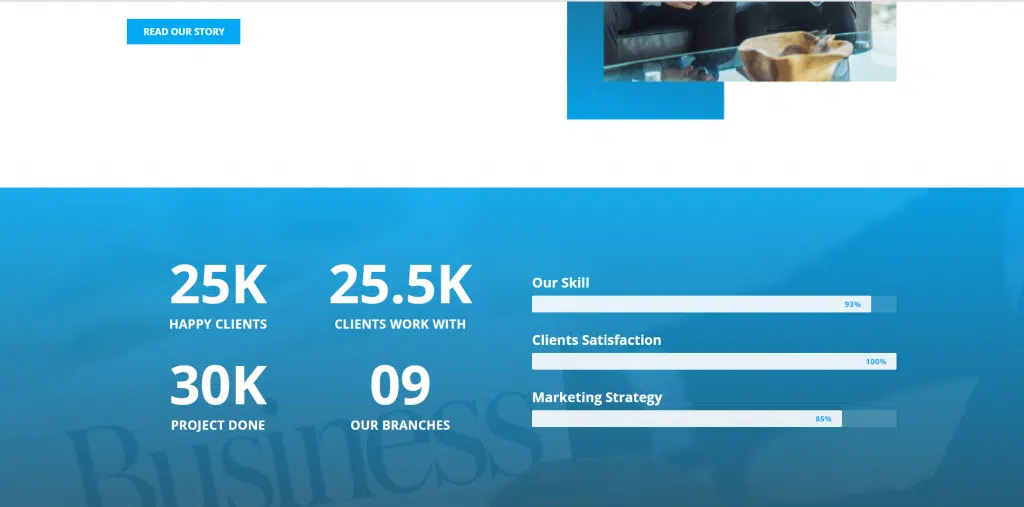 READ OUR STORY
25K
HAPPY CLIENTS
25.5K
CLIENTS WORK WITH
30K
PROJECT DONE
09
OUR BRANCHES
Our Skill
93%
Clients Satisfaction
100%
Marketing Strategy
85%
Business